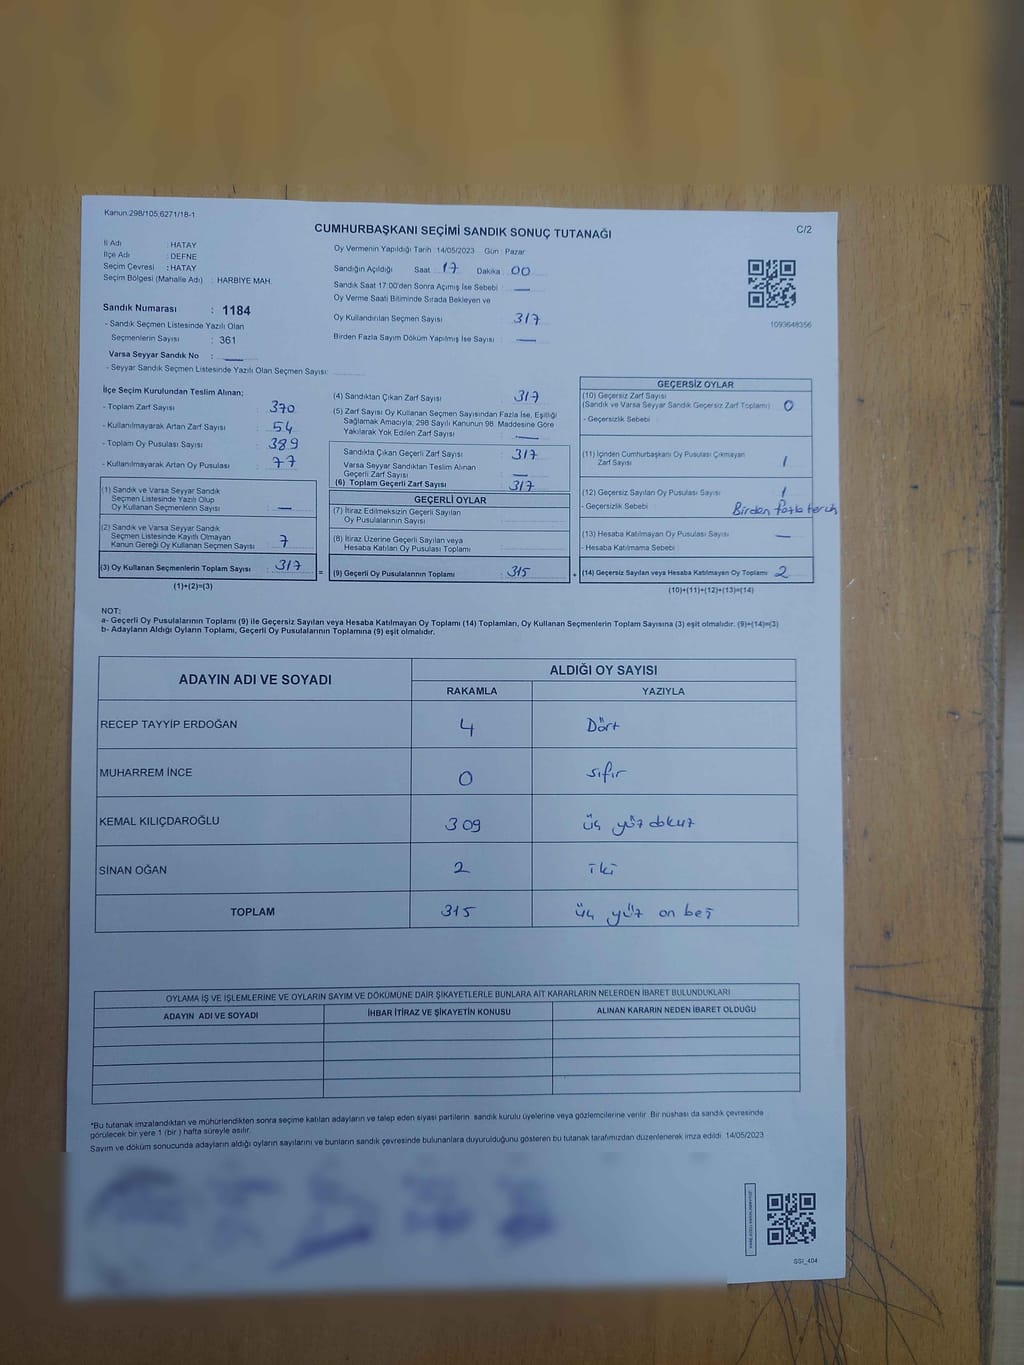 Kanun.298/105;6271/18-1
CUMHURBAŞKANI SEÇİMİ SANDIK SONUÇ TUTANAĞI
C/2
İl Adı : HATAY
İlçe Adı : DEFNE
Seçim Çevresi : HATAY
Seçim Bölgesi (Mahalle Adı) : HARBİYE MAH.
Sandık Numarası : 1184
- Sandık Seçmen Listesinde Yazılı Olan
Seçmenlerin Sayısı : 361
Varsa Seyyar Sandık No : —
- Seyyar Sandık Seçmen Listesinde Yazılı Olan Seçmen Sayısı:
Oy Vermenin Yapıldığı Tarih : 14/05/2023 Gün : Pazar
Sandığın Açıldığı Saat 17 Dakika 00
Sandık Saat 17:00'den Sonra Açımış İse Sebebi : —
Oy Verme Saati Bitiminde Sırada Bekleyen ve
Oy Kullandırılan Seçmen Sayısı 317
Birden Fazla Sayım Döküm Yapılmış İse Sayısı : —
1093648356
İlçe Seçim Kurulundan Teslim Alınan;
- Toplam Zarf Sayısı : 370
- Kullanılmayarak Artan Zarf Sayısı : 54
- Toplam Oy Pusulası Sayısı : 389
- Kullanılmayarak Artan Oy Pusulası : 77
(1) Sandık ve Varsa Seyyar Sandık
Seçmen Listesinde Yazılı Olup
Oy Kullanan Seçmenlerin Sayısı : —
(2) Sandık ve Varsa Seyyar Sandık
Seçmen Listesinde Kayıtlı Olmayan
Kanun Gereği Oy Kullanan Seçmen Sayısı : 7
(3) Oy Kullanan Seçmenlerin Toplam Sayısı : 317
(1)+(2)=(3)
(4) Sandıktan Çıkan Zarf Sayısı : 317
(5) Zarf Sayısı Oy Kullanan Seçmen Sayısından Fazla İse, Eşitliği
Sağlamak Amacıyla, 298 Sayılı Kanunun 98. Maddesine Göre
Yakılarak Yok Edilen Zarf Sayısı : —
Sandıkta Çıkan Geçerli Zarf Sayısı : 317
Varsa Seyyar Sandıktan Teslim Alınan
Geçerli Zarf Sayısı : —
(6) Toplam Geçerli Zarf Sayısı : 317
GEÇERLİ OYLAR
(7) İtiraz Edilmeksizin Geçerli Sayılan
Oy Pusulalarının Sayısı :
(8) İtiraz Üzerine Geçerli Sayılan veya
Hesaba Katılan Oy Pusulası Toplamı :
= (9) Geçerli Oy Pusulalarının Toplamı : 315
GEÇERSİZ OYLAR
(10) Geçersiz Zarf Sayısı
(Sandık ve Varsa Seyyar Sandık Geçersiz Zarf Toplamı) : 0
- Geçersizlik Sebebi :
(11) İçinden Cumhurbaşkanı Oy Pusulası Çıkmayan
Zarf Sayısı : 1
(12) Geçersiz Sayılan Oy Pusulası Sayısı : 1
- Geçersizlik Sebebi : Birden fazla tercih
(13) Hesaba Katılmayan Oy Pusulası Sayısı : —
- Hesaba Katılmama Sebebi :
+ (14) Geçersiz Sayılan veya Hesaba Katılmayan Oy Toplamı : 2
(10)+(11)+(12)+(13)=(14)
NOT:
a- Geçerli Oy Pusulalarının Toplamı (9) ile Geçersiz Sayılan veya Hesaba Katılmayan Oy Toplamı (14) Toplamları, Oy Kullanan Seçmenlerin Toplam Sayısına (3) eşit olmalıdır. (9)+(14)=(3)
b- Adayların Aldığı Oyların Toplamı, Geçerli Oy Pusulalarının Toplamına (9) eşit olmalıdır.
ADAYIN ADI VE SOYADI
ALDIĞI OY SAYISI
RAKAMLA YAZIYLA
RECEP TAYYİP ERDOĞAN 4 Dört
MUHARREM İNCE 0 sıfır
KEMAL KILIÇDAROĞLU 309 üç yüz dokuz
SİNAN OĞAN 2 iki
TOPLAM 315 üç yüz on beş
OYLAMA İŞ VE İŞLEMLERİNE VE OYLARIN SAYIM VE DÖKÜMÜNE DAİR ŞİKAYETLERLE BUNLARA AİT KARARLARIN NELERDEN İBARET BULUNDUKLARI
ADAYIN ADI VE SOYADI İHBAR İTİRAZ VE ŞİKAYETİN KONUSU ALINAN KARARIN NEDEN İBARET OLDUĞU
*Bu tutanak imzalandıktan ve mühürlendikten sonra seçime katılan adayların ve talep eden siyasi partilerin sandık kurulu üyelerine veya gözlemcilerine verilir. Bir nüshası da sandık çevresinde
görülecek bir yere 1 (bir) hafta süreyle asılır.
Sayım ve döküm sonucunda adayların aldığı oyların sayılarını ve bunların sandık çevresinde bulunanlara duyurulduğunu gösteren bu tutanak tarafımızdan düzenlenerek imza edildi. 14/05/2023
SSI_404